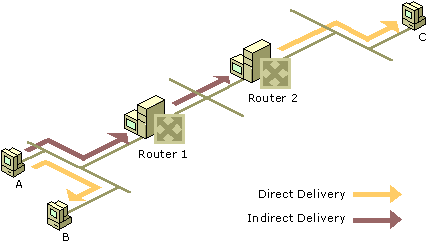 C
Router 2
Router 1
A
Direct Delivery
B
Indirect Delivery